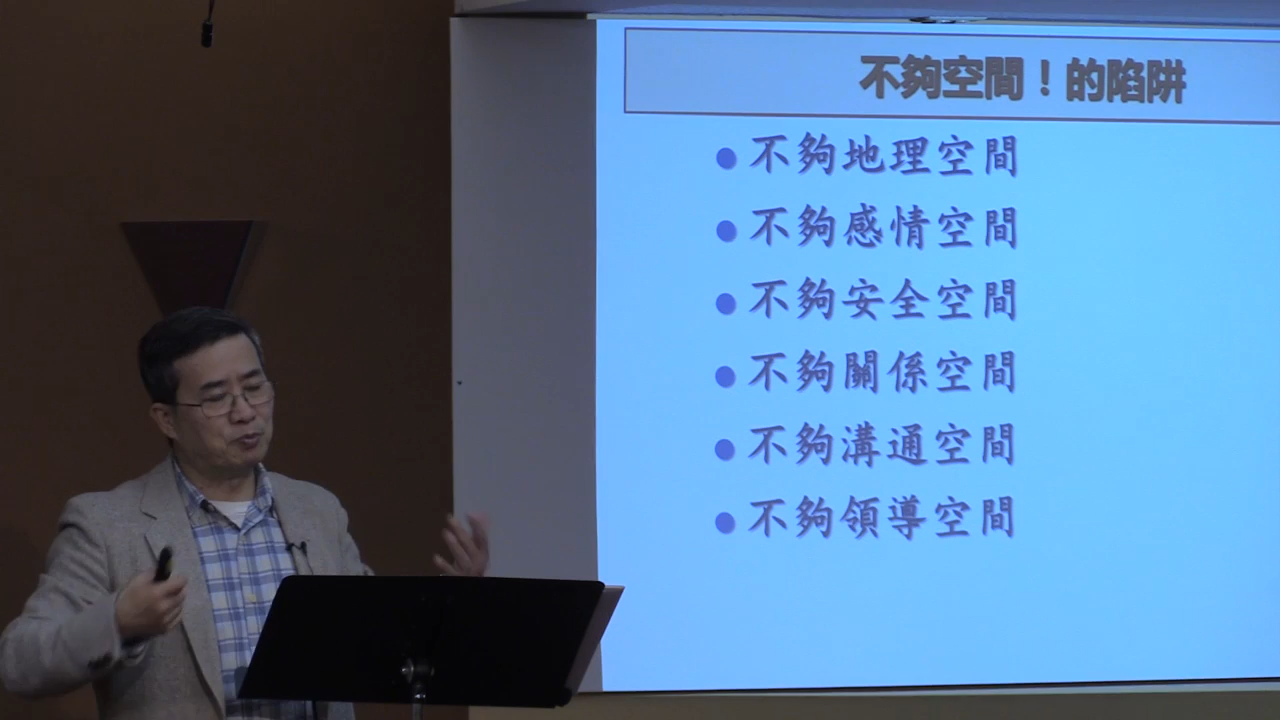 不夠空間！的陷阱
不夠地理空間
不夠感情空間
不夠安全空間
不夠關係空間
不夠溝通空間
不夠領導空間